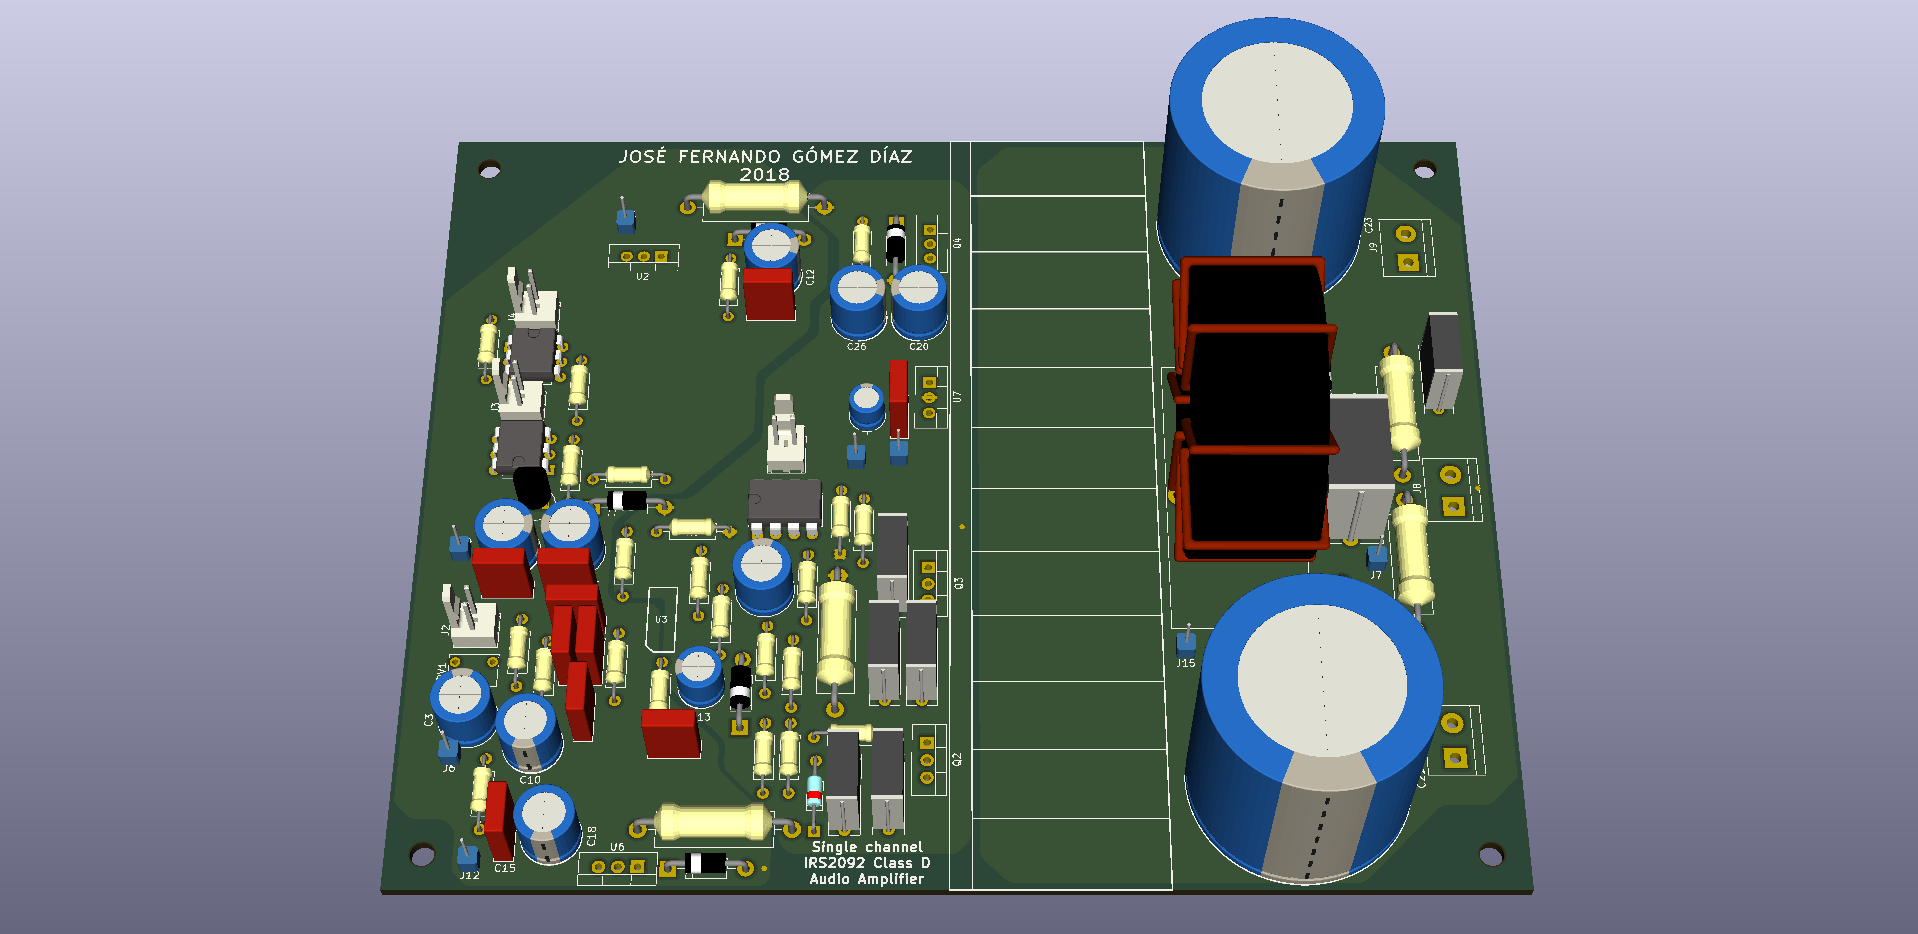 JOSÉ FERNANDO GÓMEZ DÍAZ
2018
C23
J9
Q4
U2
C12
C26
C20
J3
U7
J8
Q3
J7
U3
J2
J15
C3
13
Q2
J6
C10
C18
U6
J12
C15
Single channel
IRS2092 Class D
Audio Amplifier